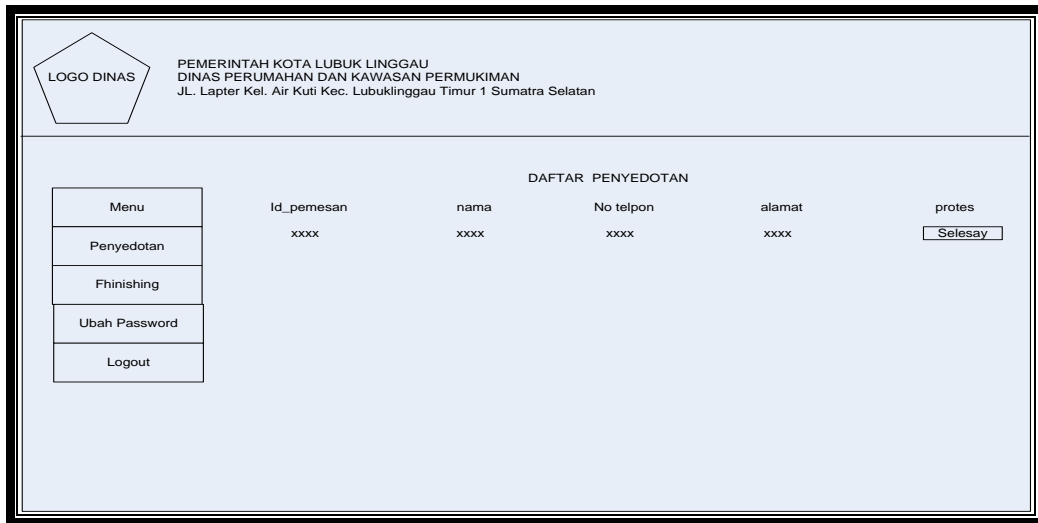 LOGO DINAS
PEMERINTAH KOTA LUBUK LINGGAU
DINAS PERUMAHAN DAN KAWASAN PERMUKIMAN
JL. Lapter Kel. Air Kuti Kec. Lubuklinggau Timur 1 Sumatra Selatan
DAFTAR PENYEDOTAN
Menu
Penyedotan
Fhinishing
Ubah Password
Logout
Id_pemesan nama No telpon alamat protes
xxxx xxxx xxxx xxxx Selesay